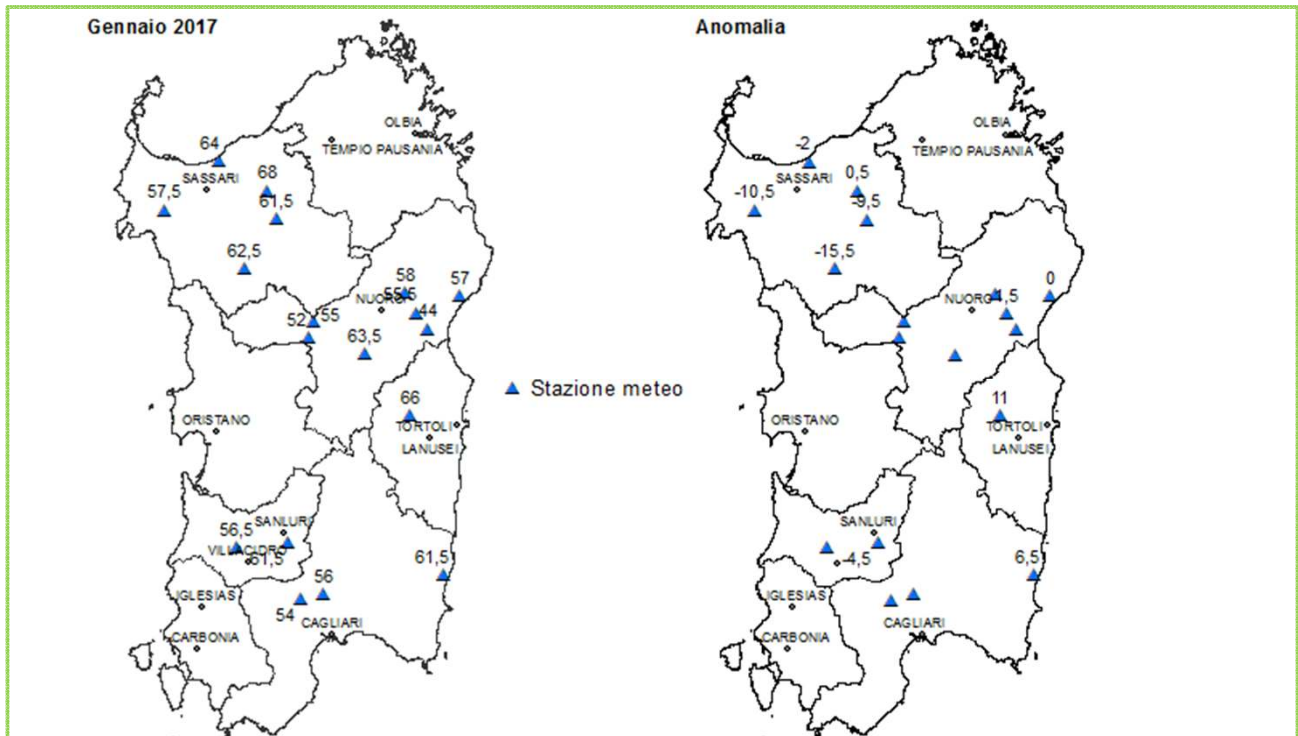 Gennaio 2017
OLBIA
64
TEMPIO PAUSANIA
SASSARI
68
57,5
61,5
62,5
58
57
55,5
NUORO
44
55
52
63,5
66
ORISTANO
TORTOLI
LANUSEI
SANLURI
56,5
VILLACIDRO
61,5
61,5
56
IGLESIAS
54
CAGLIARI
CARBONIA
Stazione meteo
Anomalia
OLBIA
-2
TEMPIO PAUSANIA
SASSARI
0,5
-10,5
-9,5
-15,5
0
NUORO
11
ORISTANO
TORTOLI
LANUSEI
SANLURI
-4,5
6,5
IGLESIAS
CAGLIARI
CARBONIA